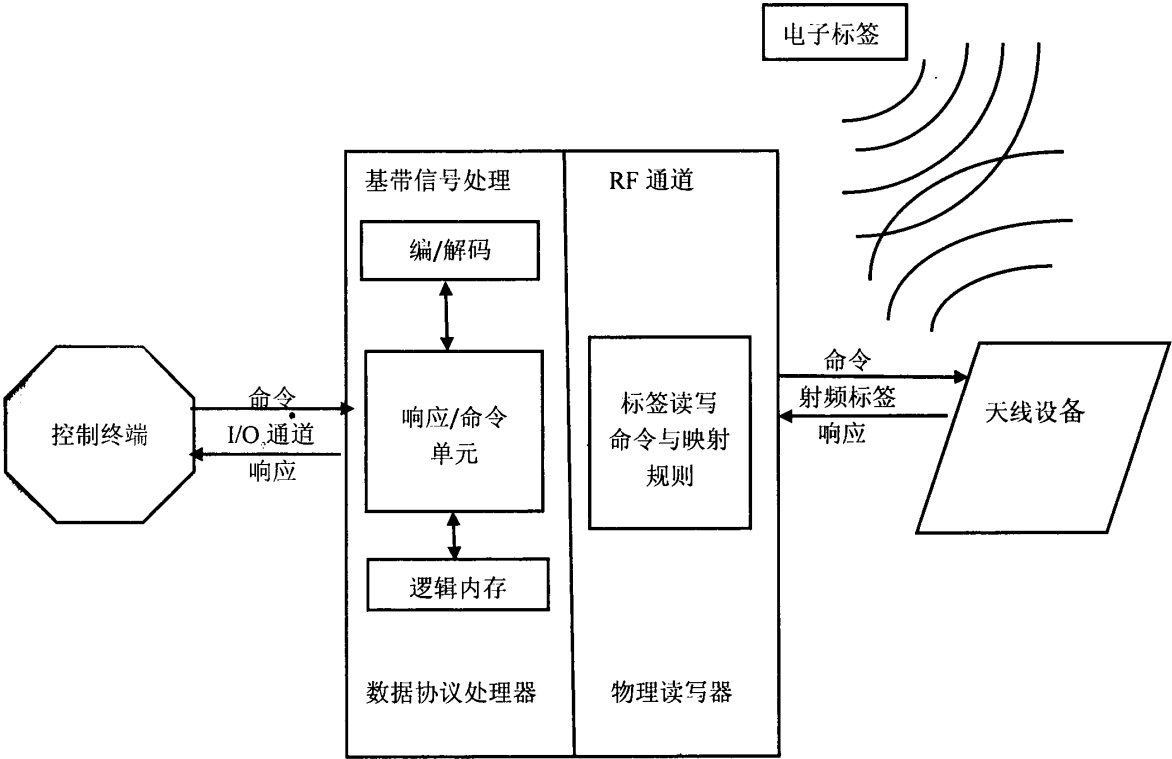 电子标签
基带信号处理
RF 通道
编/解码
控制终端
命令
I/O 通道
响应
响应/命令
单元
标签读写
命令与映射
规则
命令
射频标签
响应
天线设备
逻辑内存
数据协议处理器
物理读写器